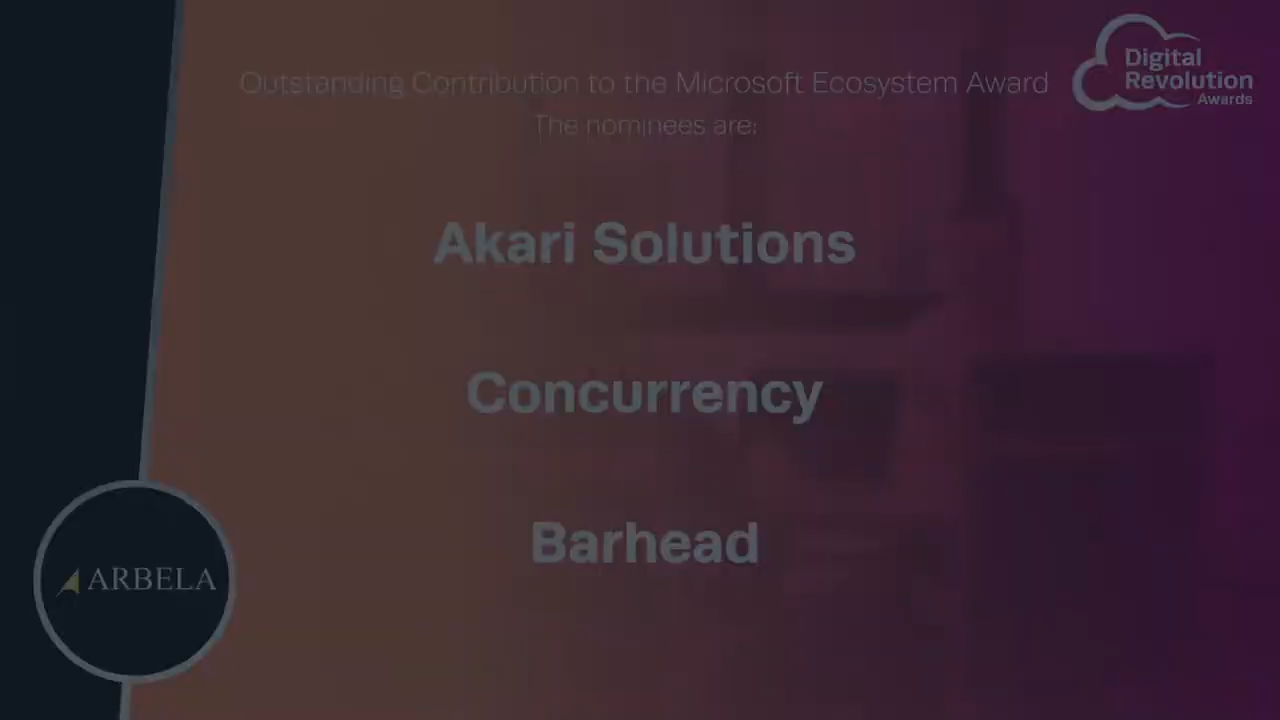 Outstanding Contribution to the Microsoft Ecosystem Award
The nominees are:
Digital
Revolution
Awards
Akari Solutions
Concurrency
Barhead
ARBELA